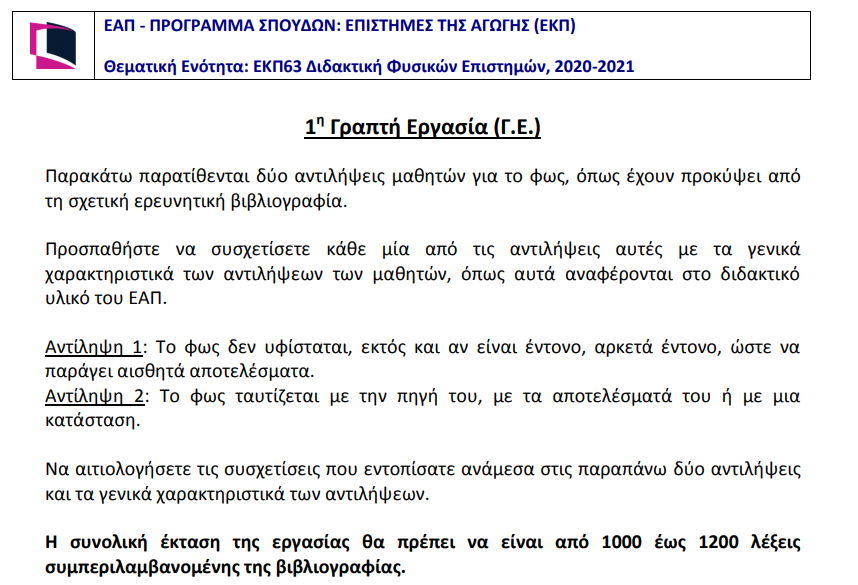 ΕΑΠ - ΠΡΟΓΡΑΜΜΑ ΣΠΟΥΔΩΝ: ΕΠΙΣΤΗΜΕΣ ΤΗΣ ΑΓΩΓΗΣ (ΕΚΠ)
Θεματική Ενότητα: ΕΚΠ63 Διδακτική Φυσικών Επιστημών, 2020-2021
1η Γραπτή Εργασία (Γ.Ε.)
Παρακάτω παρατίθενται δύο αντιλήψεις μαθητών για το φως, όπως έχουν προκύψει από
τη σχετική ερευνητική βιβλιογραφία.
Προσπαθήστε να συσχετίσετε κάθε μία από τις αντιλήψεις αυτές με τα γενικά
χαρακτηριστικά των αντιλήψεων των μαθητών, όπως αυτά αναφέρονται στο διδακτικό
υλικό του ΕΑΠ.
Αντίληψη 1: Το φως δεν υφίσταται, εκτός και αν είναι έντονο, αρκετά έντονο, ώστε να
παράγει αισθητά αποτελέσματα.
Αντίληψη 2: Το φως ταυτίζεται με την πηγή του, με τα αποτελέσματά του ή με μια
κατάσταση.
Να αιτιολογήσετε τις συσχετίσεις που εντοπίσατε ανάμεσα στις παραπάνω δύο αντιλήψεις
και τα γενικά χαρακτηριστικά των αντιλήψεων.
Η συνολική έκταση της εργασίας θα πρέπει να είναι από 1000 έως 1200 λέξεις
συμπεριλαμβανομένης της βιβλιογραφίας.